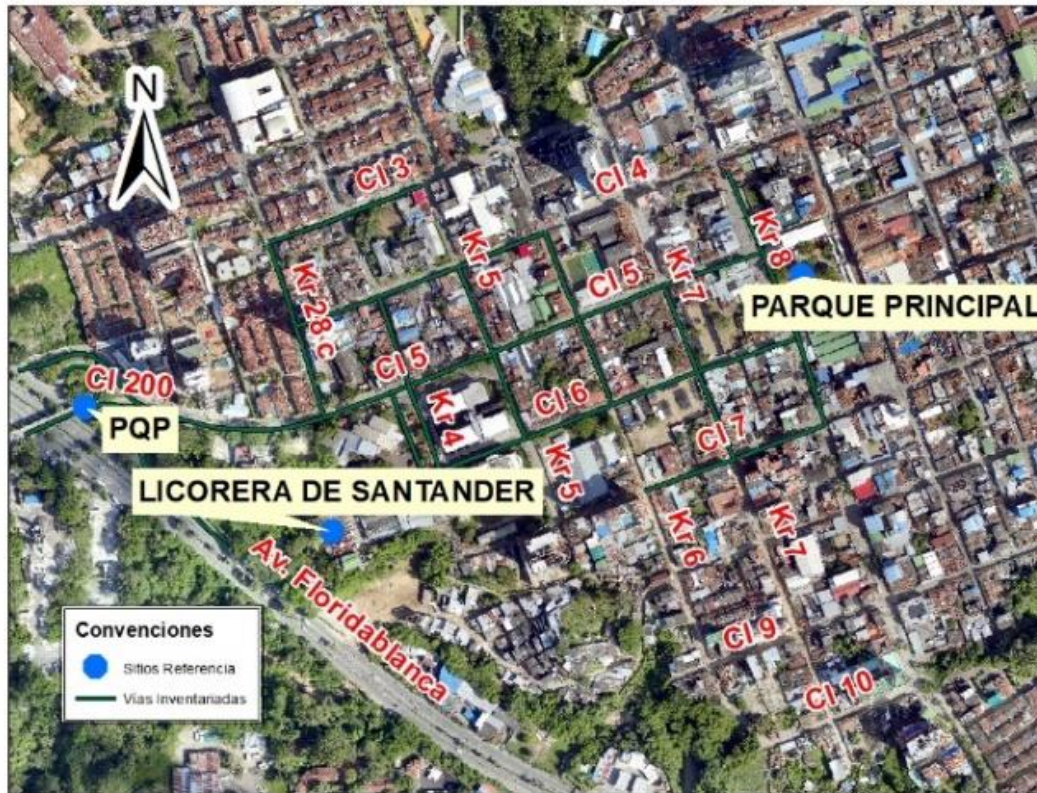 N
Cl 3
Cl 4
Kr 5
Kr 8
Kr 7
Cl 5
Kr 28 c
PARQUE PRINCIPAL
Cl 5
Cl 200
Kr 4
Cl 6
PQP
Cl 7
LICORERA DE SANTANDER
Kr 5
Kr 6
Kr 7
Av. Floridablanca
Convenciones
Sitios Referencia
Vías Inventariadas
Cl 9
Cl 10